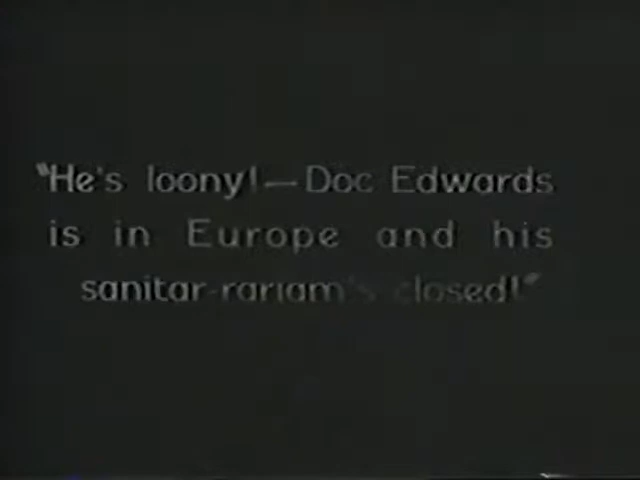 "He's loony!—Doc Edwards
is in Europe and his
sanitar-rariam's closed!"